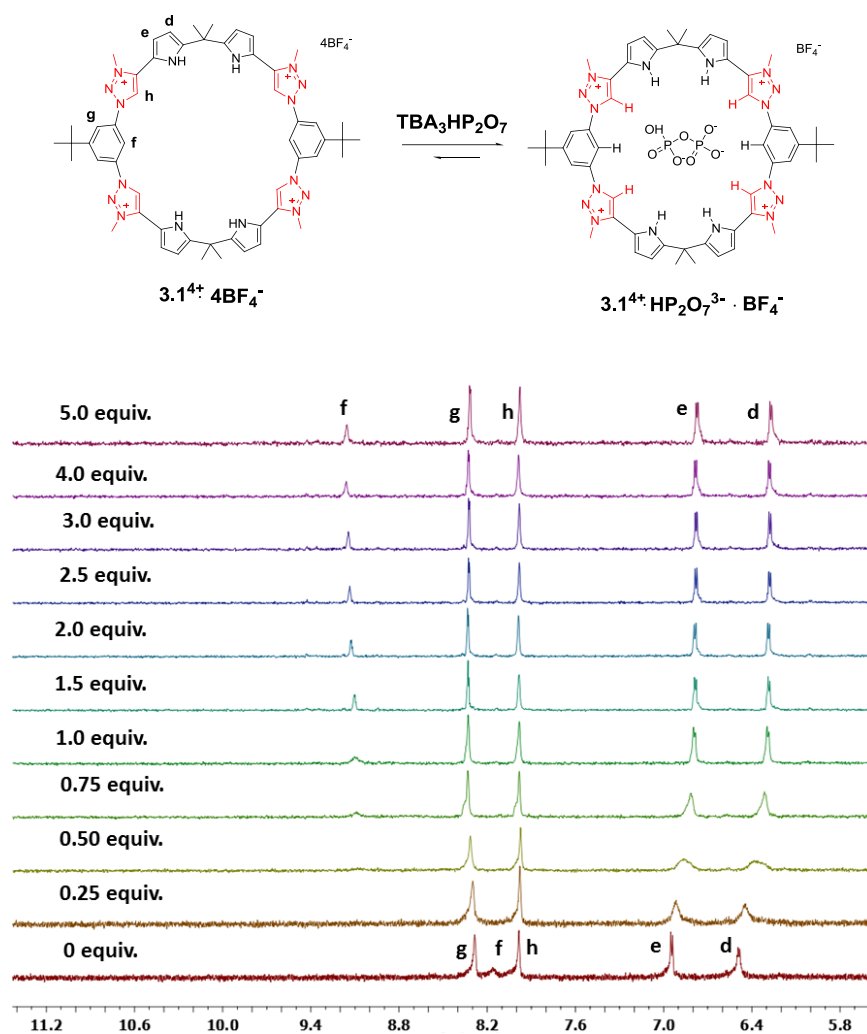 e d
4BF₄⁻
BF₄⁻
N NH HN N
N + + N
N N
h
g
f
N N
N + + N
N NH HN N
TBA₃HP₂O₇
N N H H N N
N + + N
N H H N
OH O O⁻
H P P H
O O O O⁻
N H H N
N + + N
N H H N
N N
3.1⁴⁺· 4BF₄⁻
3.1⁴⁺·HP₂O₇³⁻ · BF₄⁻
5.0 equiv. f g h e d
4.0 equiv.
3.0 equiv.
2.5 equiv.
2.0 equiv.
1.5 equiv.
1.0 equiv.
0.75 equiv.
0.50 equiv.
0.25 equiv.
0 equiv. g f h e d
11.2 10.6 10.0 9.4 8.8 8.2 7.6 7.0 6.4 5.8